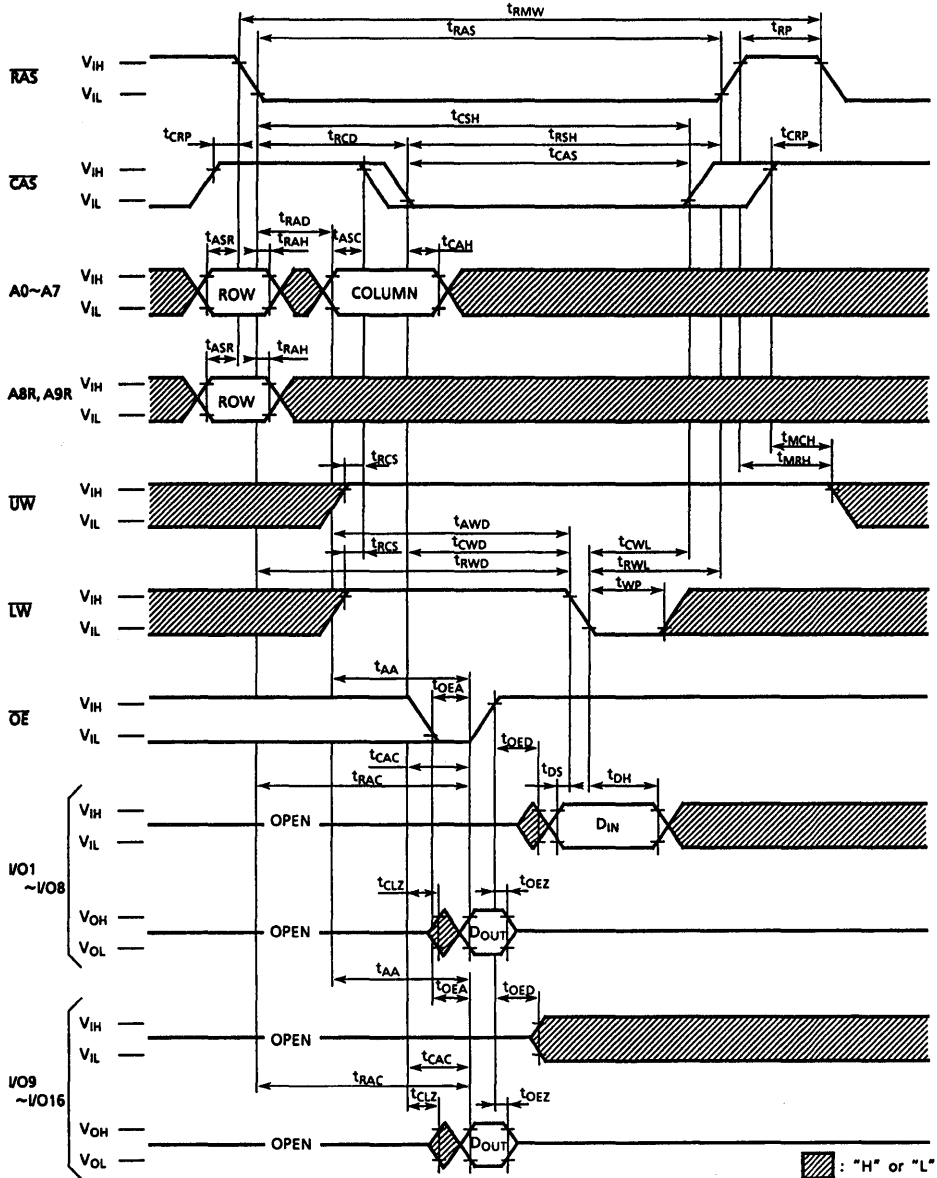 tRMW
tRAS
tRP
RAS
VIH
VIL
tCSH
tCRP
tRCD
tRSH
tCRP
tCAS
CAS
VIH
VIL
tRAD
tASR
tRAH
tASC
tCAH
A0~A7
VIH
VIL
ROW
COLUMN
tASR
tRAH
A8R, A9R
VIH
VIL
ROW
tMCH
tMRH
tRCS
UW
VIH
VIL
tAWD
tRCS
tCWD
tCWL
tRWD
tRWL
tWP
LW
VIH
VIL
tAA
tOEA
OE
VIH
VIL
tOED
tCAC
tDS
tDH
tRAC
I/O1
~I/O8
VIH
VIL
OPEN
DIN
tCLZ
tOEZ
VOH
VOL
OPEN
DOUT
tAA
tOEA
tOED
I/O9
~I/O16
VIH
VIL
OPEN
tCAC
tRAC
tCLZ
tOEZ
VOH
VOL
OPEN
DOUT
: "H" or "L"